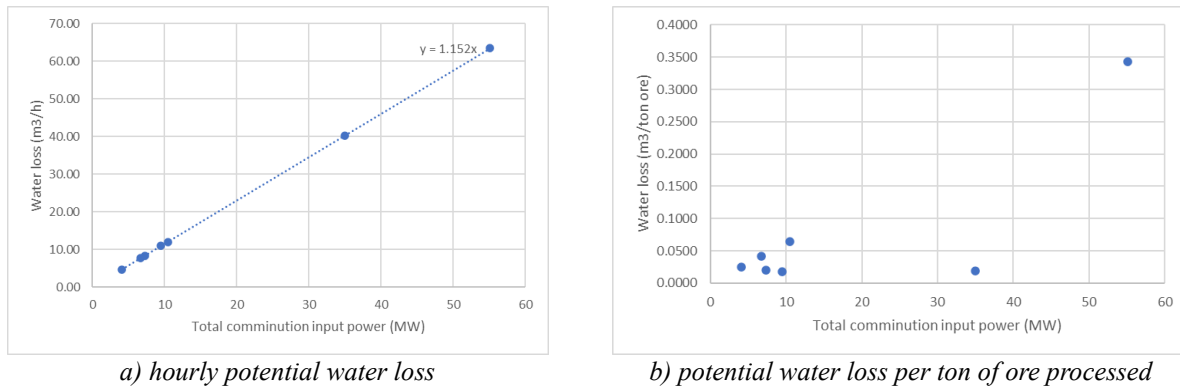 70.00
60.00
50.00
40.00
30.00
20.00
10.00
0.00
Water loss (m3/h)
y = 1.152x
0 10 20 30 40 50 60
Total comminution input power (MW)
a) hourly potential water loss
0.4000
0.3500
0.3000
0.2500
0.2000
0.1500
0.1000
0.0500
0.0000
Water loss (m3/ton ore)
0 10 20 30 40 50 60
Total comminution input power (MW)
b) potential water loss per ton of ore processed